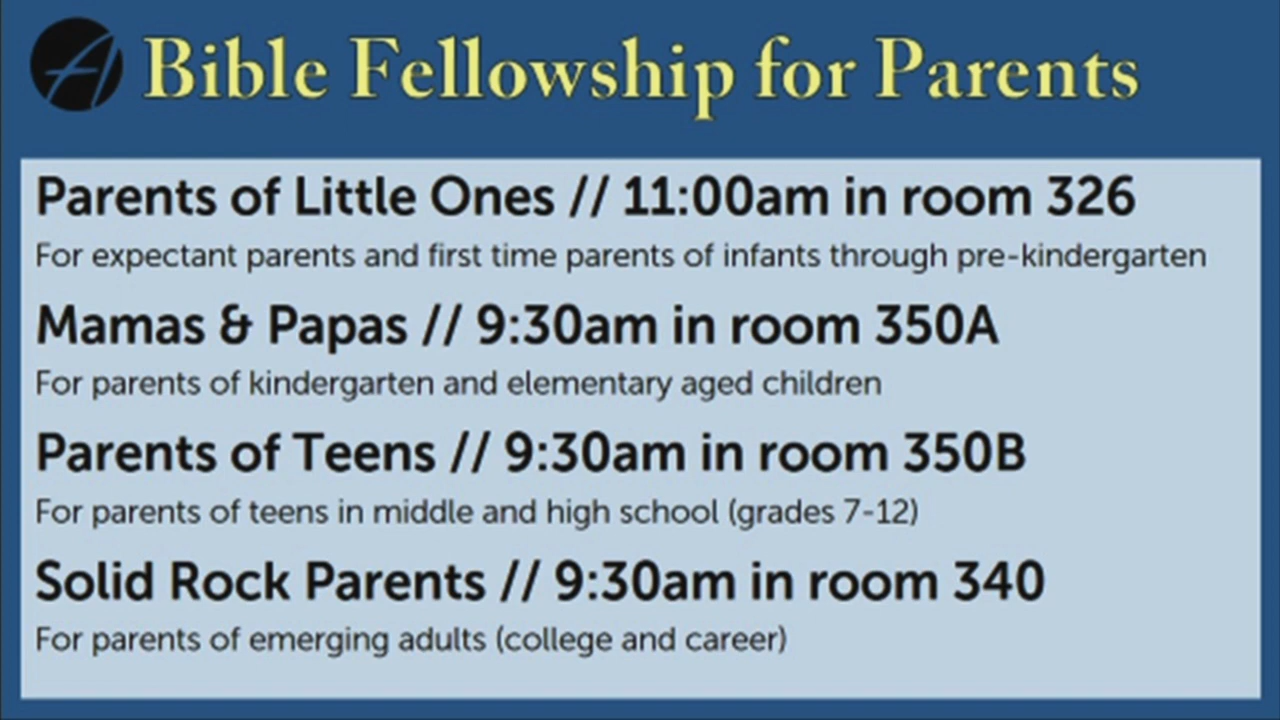 Bible Fellowship for Parents
Parents of Little Ones // 11:00am in room 326
For expectant parents and first time parents of infants through pre-kindergarten
Mamas & Papas // 9:30am in room 350A
For parents of kindergarten and elementary aged children
Parents of Teens // 9:30am in room 350B
For parents of teens in middle and high school (grades 7-12)
Solid Rock Parents // 9:30am in room 340
For parents of emerging adults (college and career)